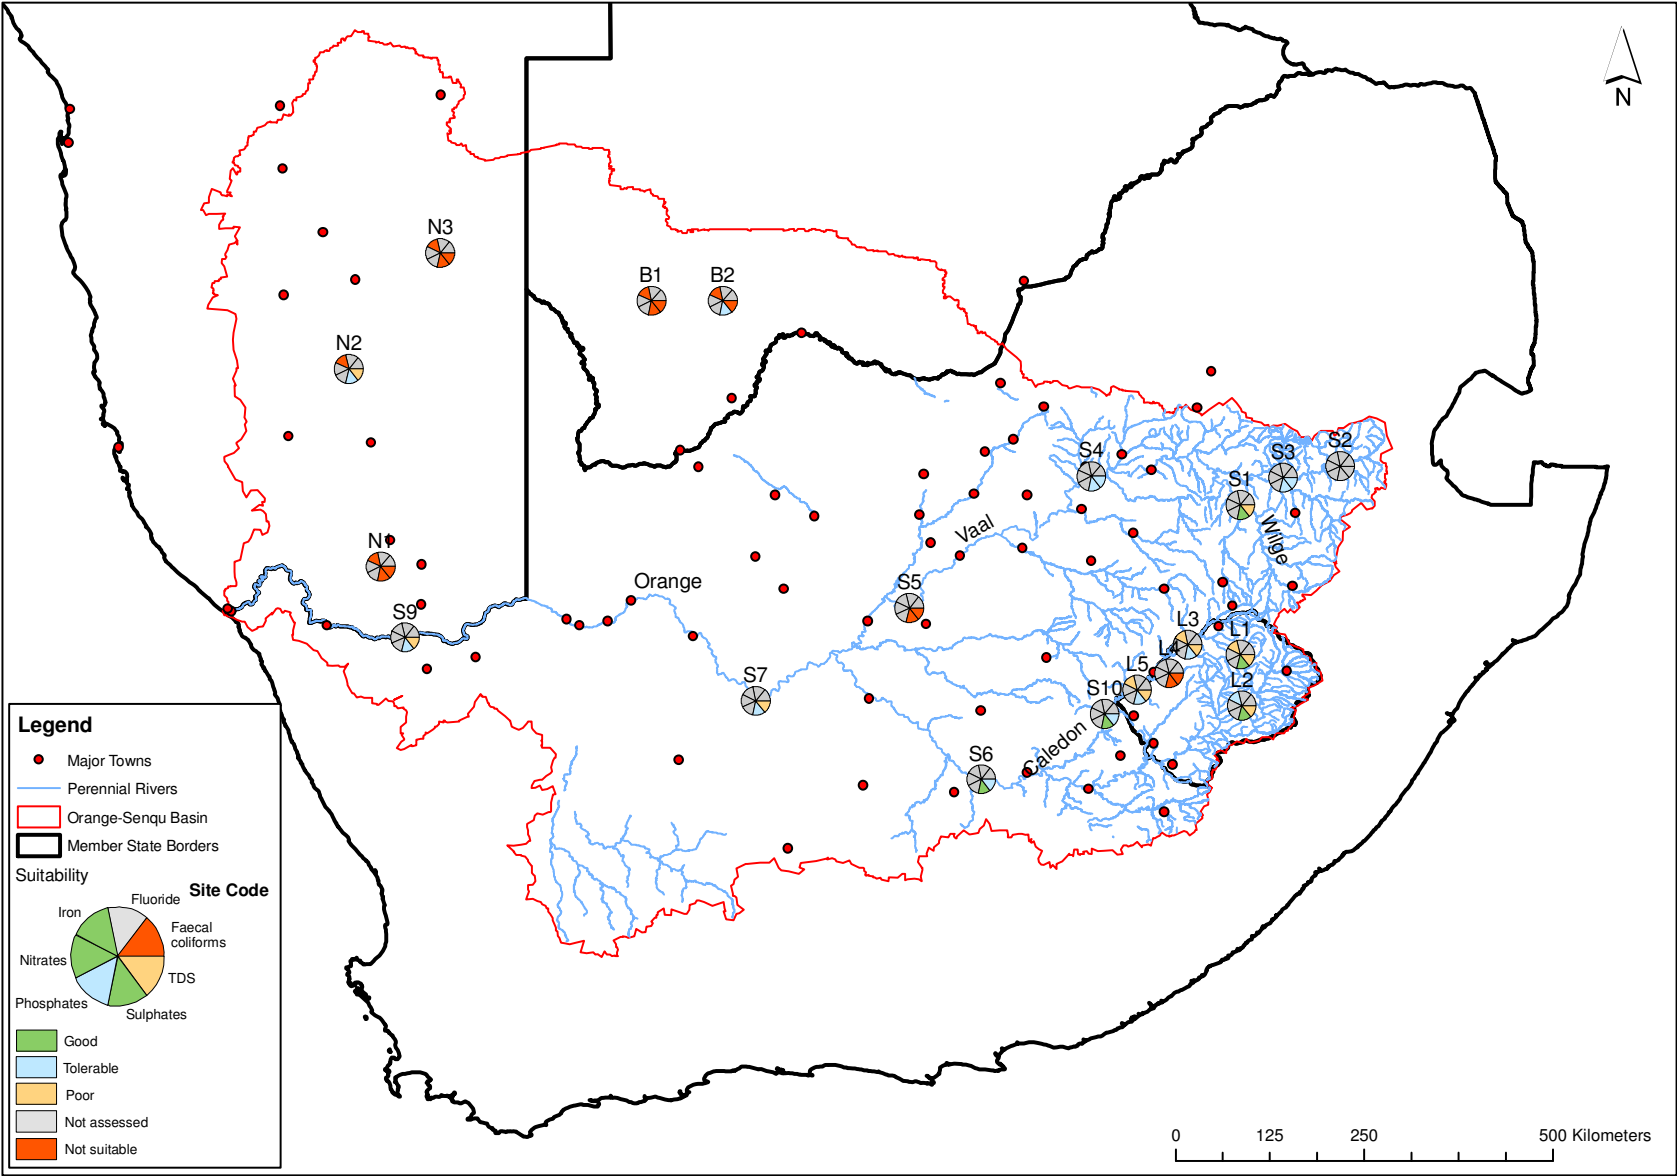 N
N3
B1
B2
N2
S2
S3
S4
S1
Vaal
Wilge
N1
Orange
S5
S9
L3
L1
L4
L5
S7
L2
S10
Caledon
S6
Legend
Major Towns
Perennial Rivers
Orange-Senqu Basin
Member State Borders
Suitability
Site Code
Fluoride
Iron
Faecal
coliforms
Nitrates
TDS
Phosphates
Sulphates
Good
Tolerable
Poor
Not assessed
Not suitable
0 125 250 500 Kilometers